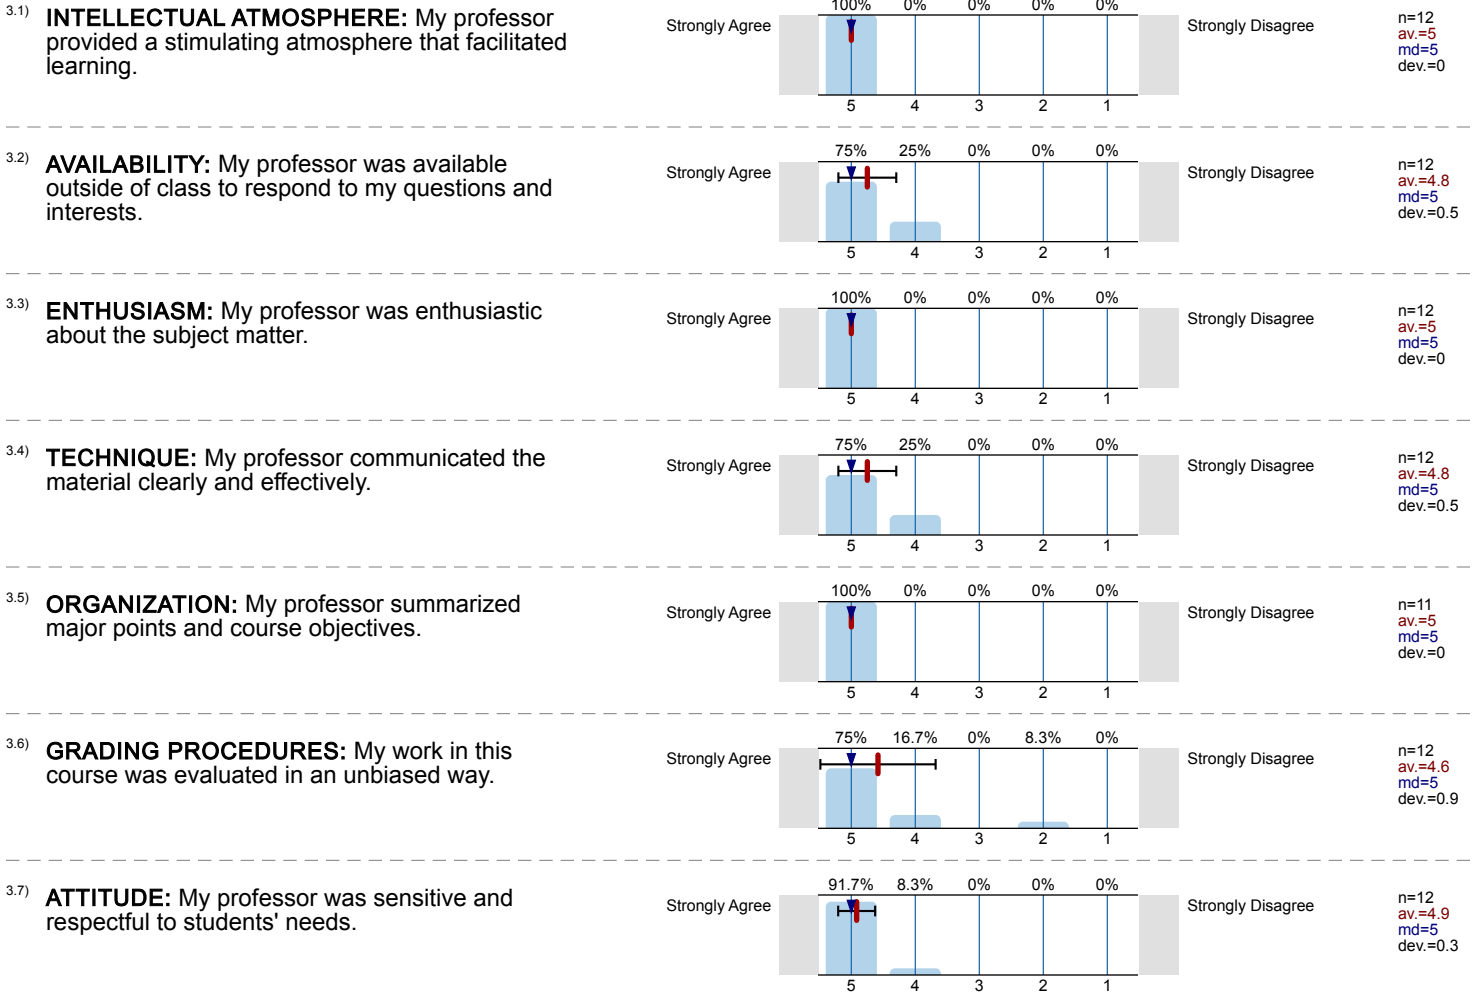 3.1) INTELLECTUAL ATMOSPHERE: My professor
provided a stimulating atmosphere that facilitated
learning.
Strongly Agree
100% 0% 0% 0% 0%
5 4 3 2 1
Strongly Disagree
n=12
av.=5
md=5
dev.=0
3.2) AVAILABILITY: My professor was available
outside of class to respond to my questions and
interests.
Strongly Agree
75% 25% 0% 0% 0%
5 4 3 2 1
Strongly Disagree
n=12
av.=4.8
md=5
dev.=0.5
3.3) ENTHUSIASM: My professor was enthusiastic
about the subject matter.
Strongly Agree
100% 0% 0% 0% 0%
5 4 3 2 1
Strongly Disagree
n=12
av.=5
md=5
dev.=0
3.4) TECHNIQUE: My professor communicated the
material clearly and effectively.
Strongly Agree
75% 25% 0% 0% 0%
5 4 3 2 1
Strongly Disagree
n=12
av.=4.8
md=5
dev.=0.5
3.5) ORGANIZATION: My professor summarized
major points and course objectives.
Strongly Agree
100% 0% 0% 0% 0%
5 4 3 2 1
Strongly Disagree
n=11
av.=5
md=5
dev.=0
3.6) GRADING PROCEDURES: My work in this
course was evaluated in an unbiased way.
Strongly Agree
75% 16.7% 0% 8.3% 0%
5 4 3 2 1
Strongly Disagree
n=12
av.=4.6
md=5
dev.=0.9
3.7) ATTITUDE: My professor was sensitive and
respectful to students' needs.
Strongly Agree
91.7% 8.3% 0% 0% 0%
5 4 3 2 1
Strongly Disagree
n=12
av.=4.9
md=5
dev.=0.3